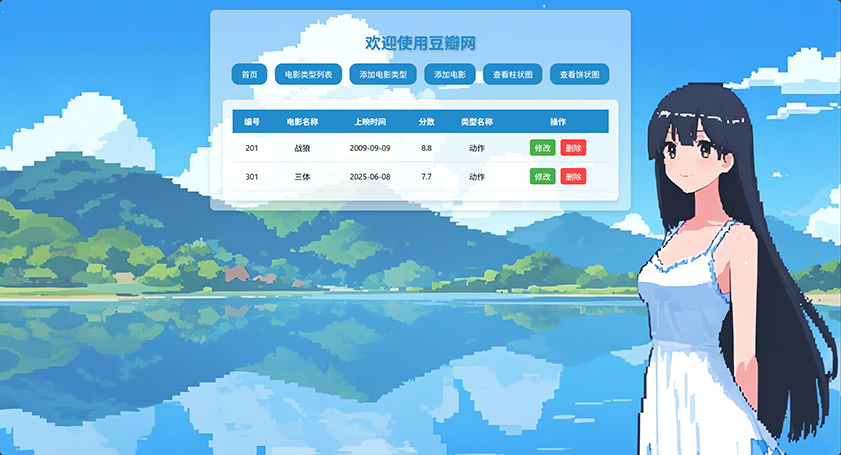 欢迎使用豆瓣网
首页 电影类型列表 添加电影类型 添加电影 查看柱状图 查看饼状图
编号 电影名称 上映时间 分数 类型名称 操作
201 战狼 2009-09-09 8.8 动作 修改 删除
301 三体 2025-06-08 7.7 动作 修改 删除